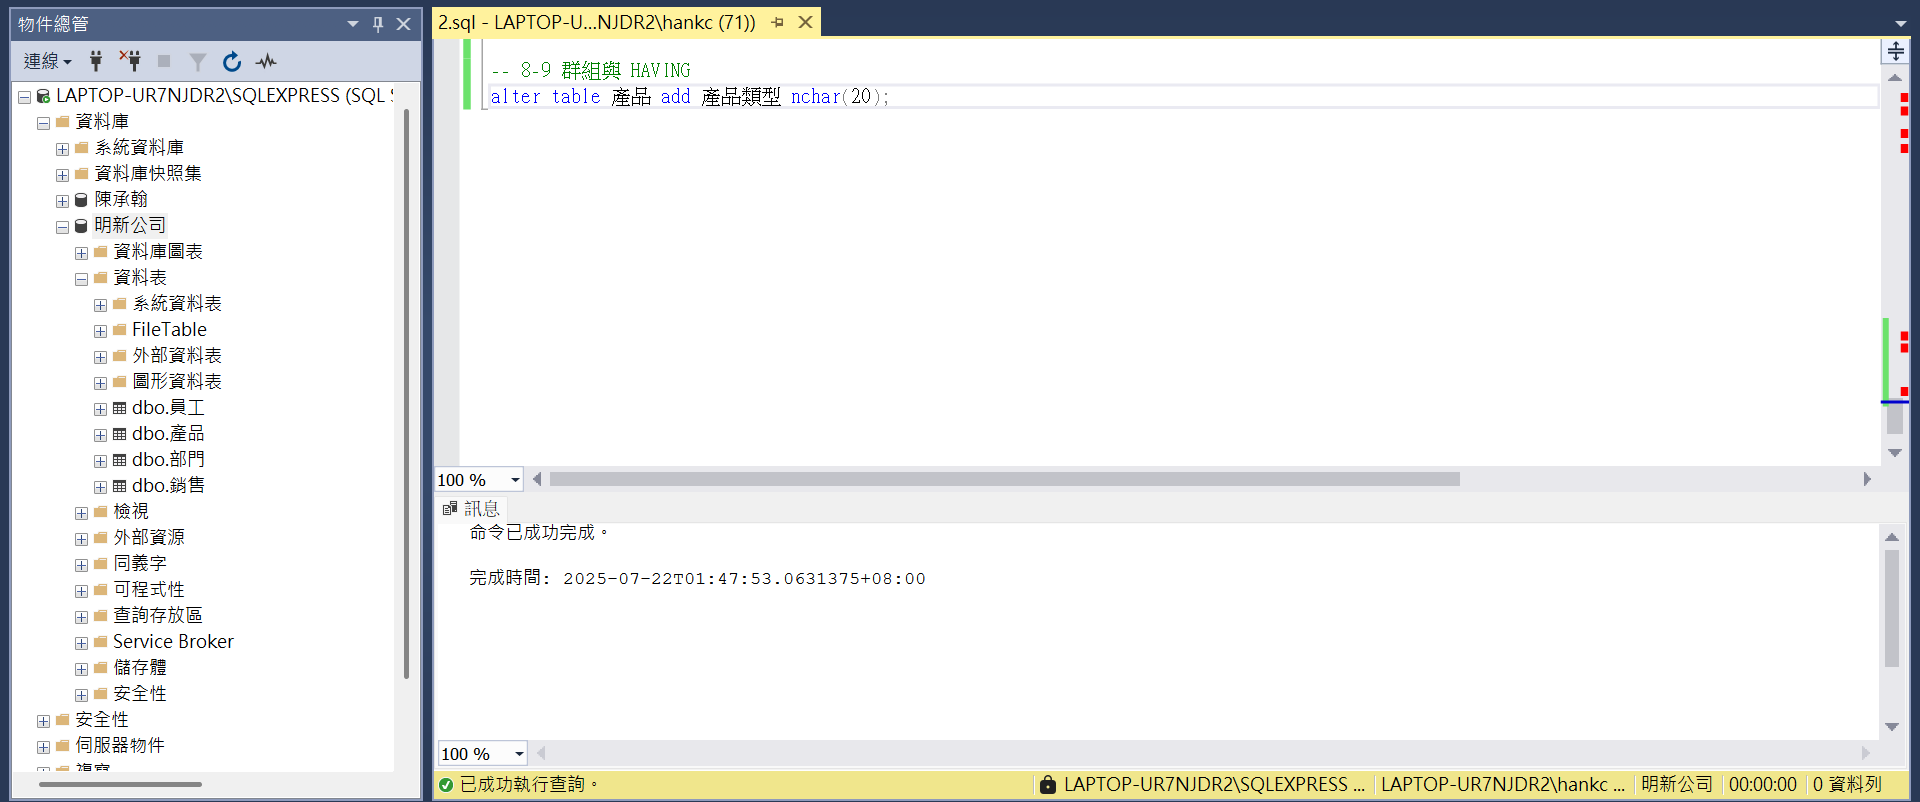 物件總管
連線
LAPTOP-UR7NJDR2\SQLEXPRESS (SQL S
資料庫
系統資料庫
資料庫快照集
陳承翰
明新公司
資料庫圖表
資料表
系統資料表
FileTable
外部資料表
圖形資料表
dbo.員工
dbo.產品
dbo.部門
dbo.銷售
檢視
外部資源
同義字
可程式性
查詢存放區
Service Broker
儲存體
安全性
安全性
伺服器物件
複寫
2.sql - LAPTOP-U...NJDR2\hankc (71))
-- 8-9 群組與 HAVING
alter table 產品 add 產品類型 nchar(20);
100 %
訊息
命令已成功完成。
完成時間: 2025-07-22T01:47:53.0631375+08:00
100 %
已成功執行查詢。 LAPTOP-UR7NJDR2\SQLEXPRESS ... LAPTOP-UR7NJDR2\hankc ... 明新公司 00:00:00 0 資料列